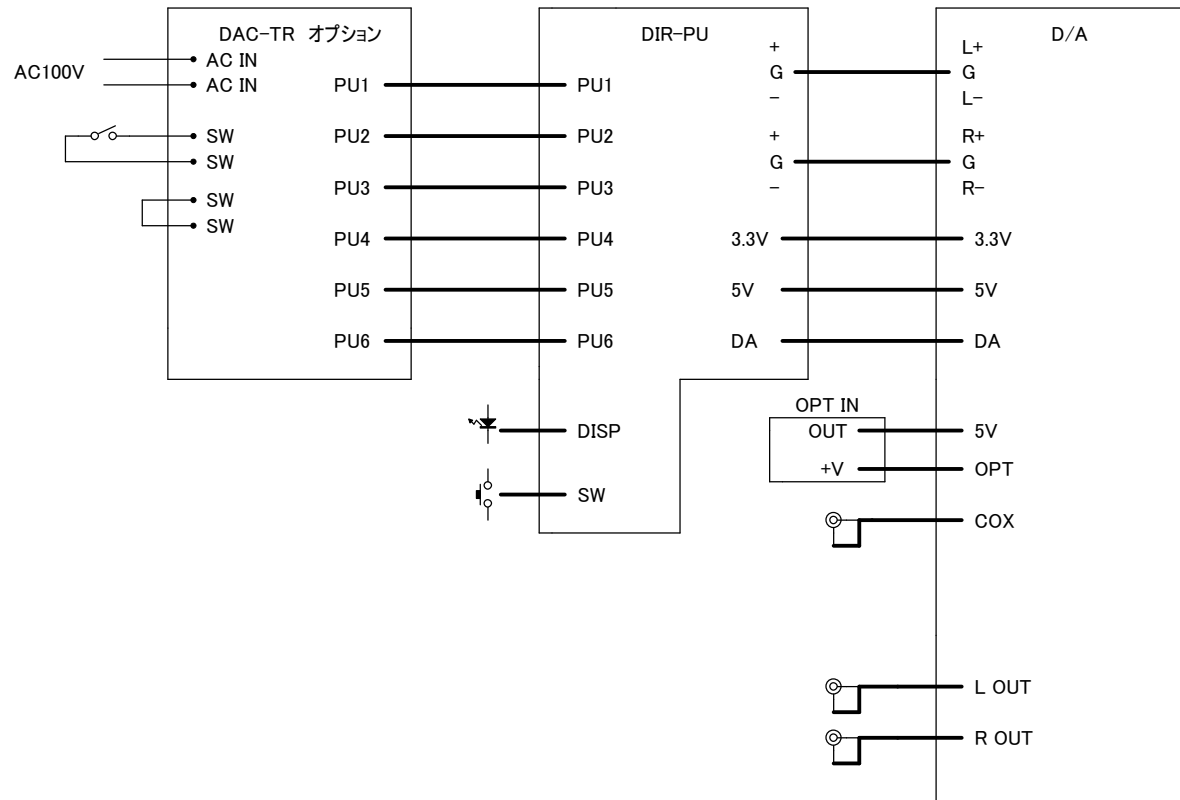 DAC-TR オプション
AC100V
AC IN
AC IN
SW
SW
SW
SW
PU1
PU2
PU3
PU4
PU5
PU6
DIR-PU
PU1
PU2
PU3
PU4
PU5
PU6
DISP
SW
+
G
-
+
G
-
3.3V
5V
DA
D/A
L+
G
L-
R+
G
R-
3.3V
5V
DA
OPT IN
OUT
+V
5V
OPT
COX
L OUT
R OUT